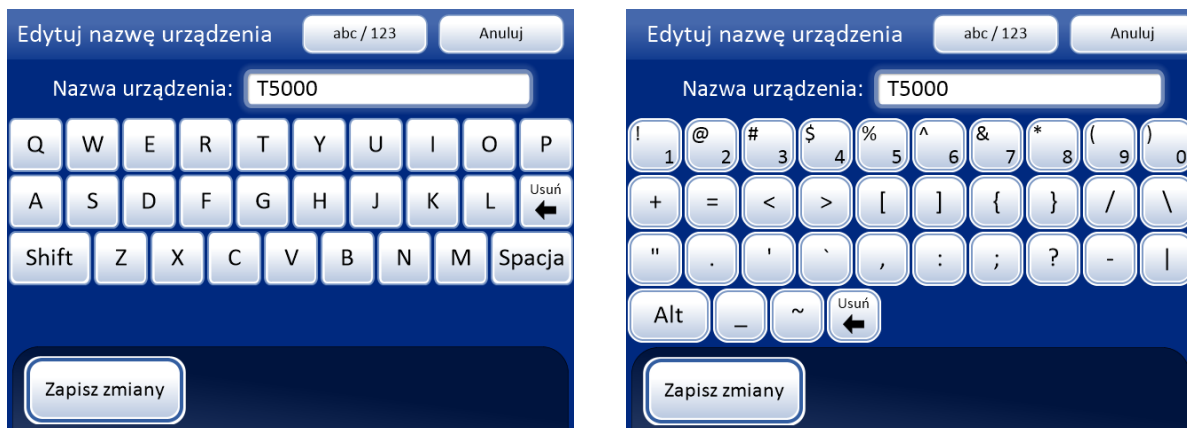 Edytuj nazwę urządzenia abc / 123 Anuluj
Nazwa urządzenia: T5000
Q W E R T Y U I O P
A S D F G H J K L Usuń
Shift Z X C V B N M Spacja
Zapisz zmiany
Edytuj nazwę urządzenia abc / 123 Anuluj
Nazwa urządzenia: T5000
! 1 @ 2 # 3 $ 4 % 5 ^ 6 & 7 * 8 ( 9 ) 0
+ = < > [ ] { } / \
" . ' ` , : ; ? - |
Alt _ ~ Usuń
Zapisz zmiany